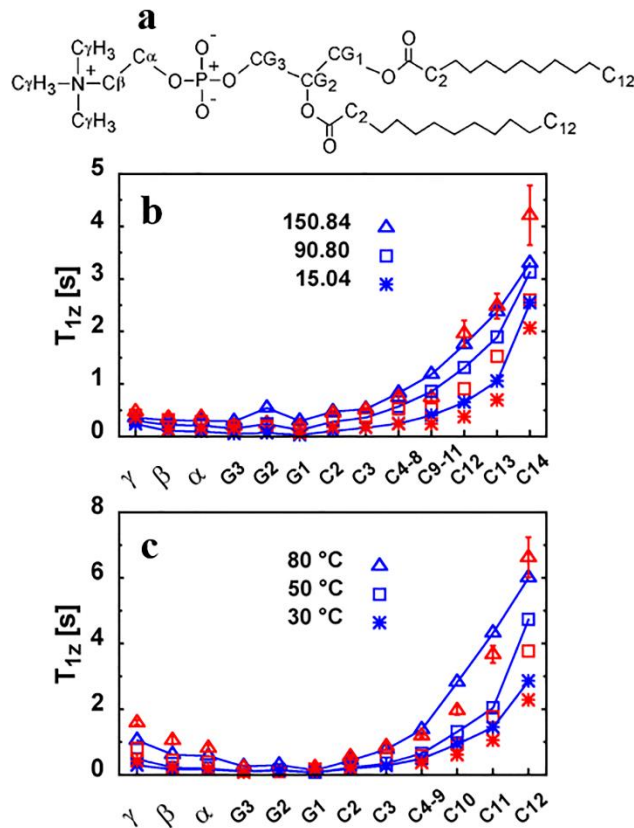 a
CγH₃
CγH₃
CγH₃
N
+
Cβ
Cα
O
P
+
O⁻
O⁻
O
CG3
CG2
CG1
O
O
C2
C12
O
O
C2
C12
b
5
4
3
2
1
0
T₁z [s]
150.84
90.80
15.04
γ β α G3 G2 G1 C2 C3 C4-8 C9-11 C12 C13 C14
c
8
6
4
2
0
T₁z [s]
80 °C
50 °C
30 °C
γ β α G3 G2 G1 C2 C3 C4-9 C10 C11 C12